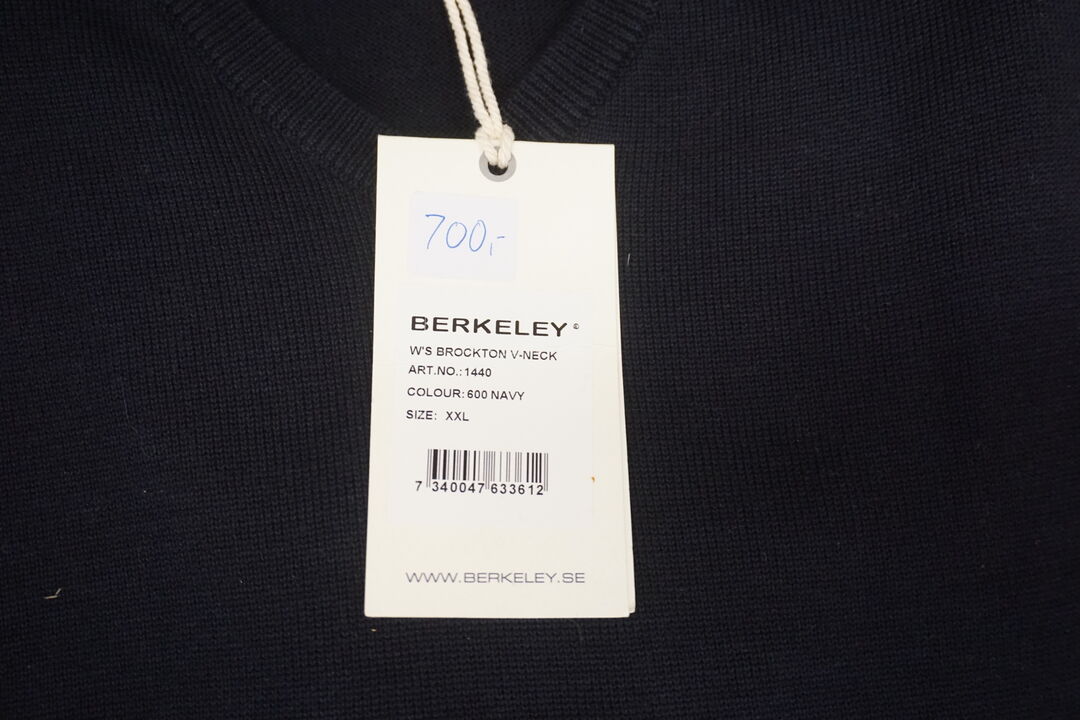 700,-
BERKELEY©
W'S BROCKTON V-NECK
ART.NO.: 1440
COLOUR: 600 NAVY
SIZE: XXL
7 340047 633612
WWW.BERKELEY.SE